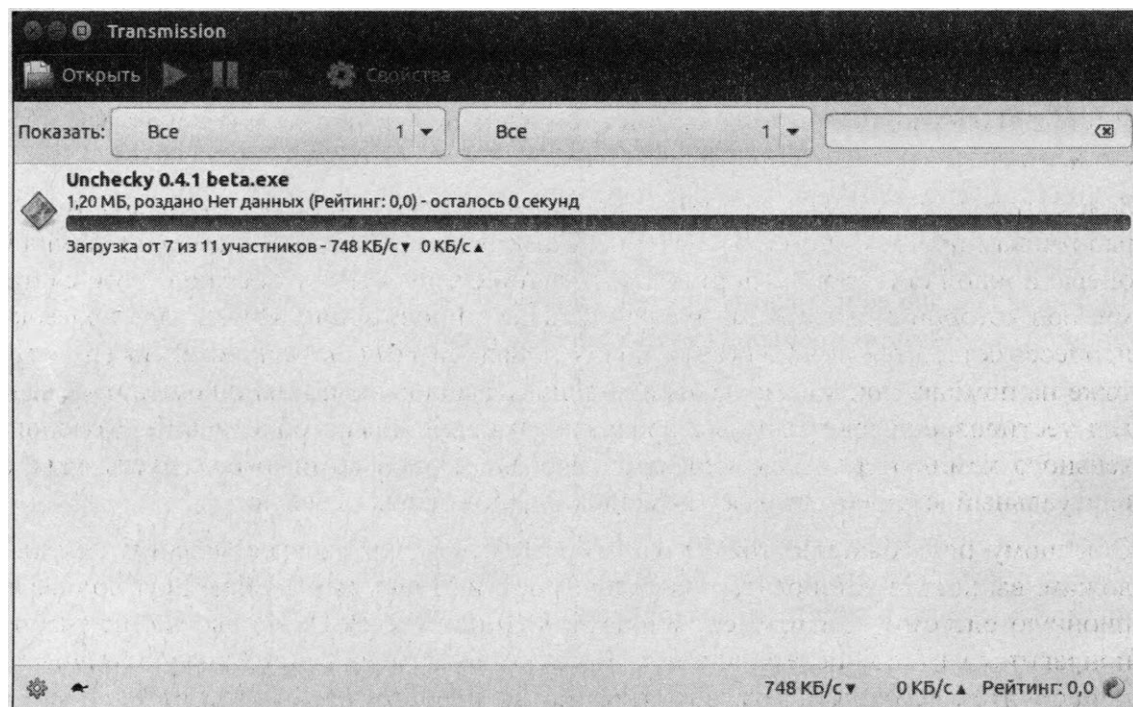 Transmission
Открыть Свойства
Показать: Все 1 Все 1
Unchecky 0.4.1 beta.exe
1,20 МБ, роздано Нет данных (Рейтинг: 0,0) - осталось 0 секунд
Загрузка от 7 из 11 участников - 748 КБ/с▼ 0 КБ/с▲
748 КБ/с▼ 0 КБ/с▲ Рейтинг: 0,0